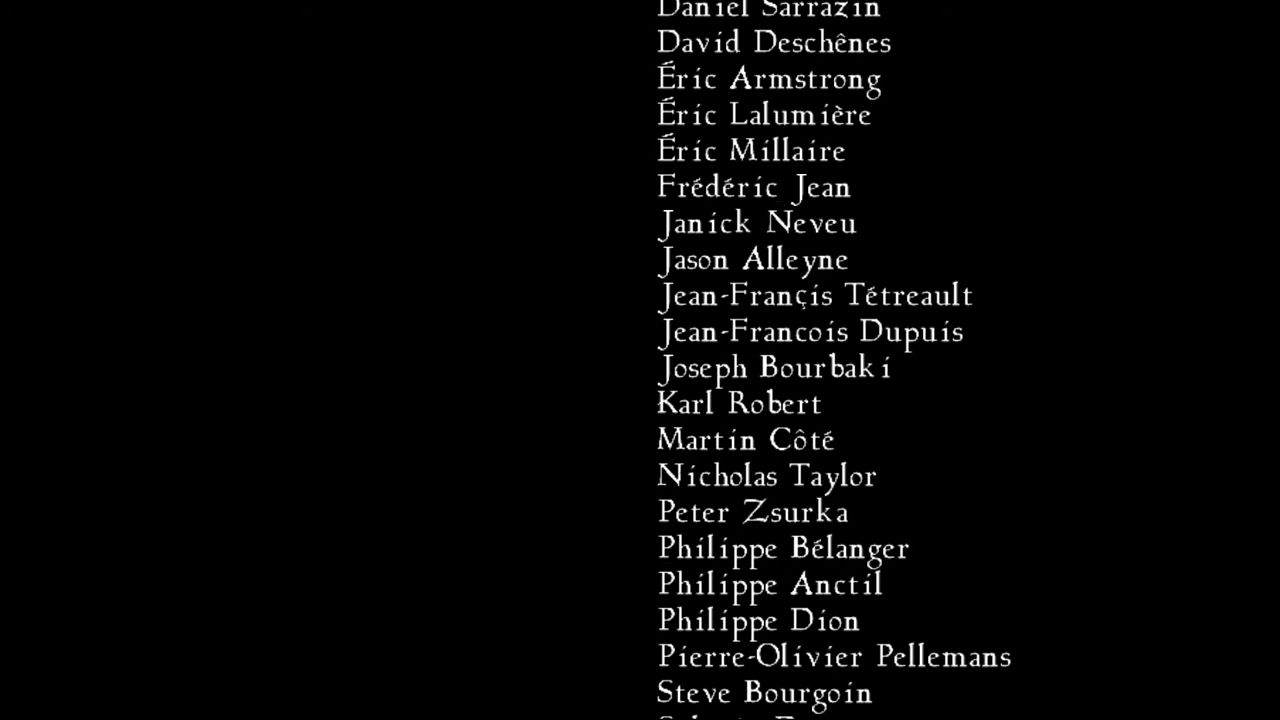 Daniel Sarrazin
David Deschênes
Éric Armstrong
Éric Lalumière
Éric Millaire
Frédéric Jean
Janick Neveu
Jason Alleyne
Jean-Françis Tétreault
Jean-Francois Dupuis
Joseph Bourbaki
Karl Robert
Martin Côté
Nicholas Taylor
Peter Zsurka
Philippe Bélanger
Philippe Anctil
Philippe Dion
Pierre-Olivier Pellemans
Steve Bourgoin